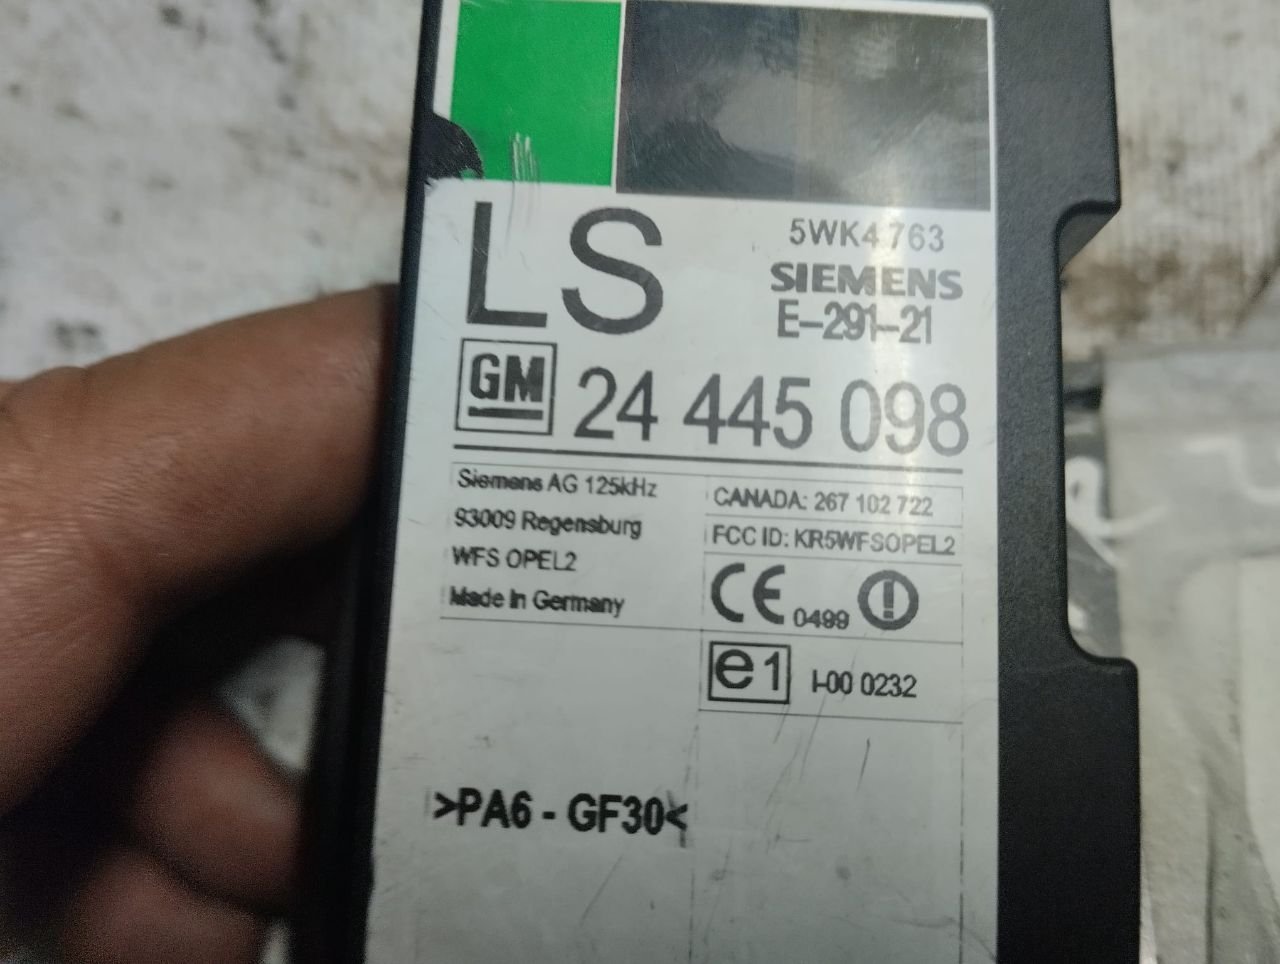 LS
5WK4763
SIEMENS
E-291-21
GM 24 445 098
Siemens AG 125kHz
93009 Regensburg
WFS OPEL2
Made in Germany
CANADA: 267 102 722
FCC ID: KR5WFSOPEL2
CE 0499
e1 I-00 0232
>PA6 - GF30<